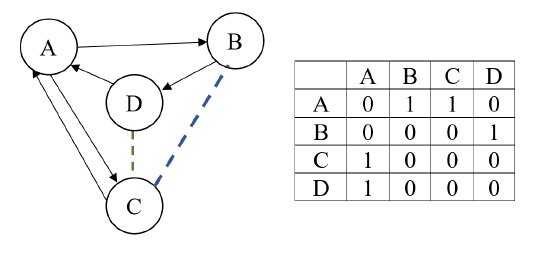 A
B
D
C
A B C D
A 0 1 1 0
B 0 0 0 1
C 1 0 0 0
D 1 0 0 0